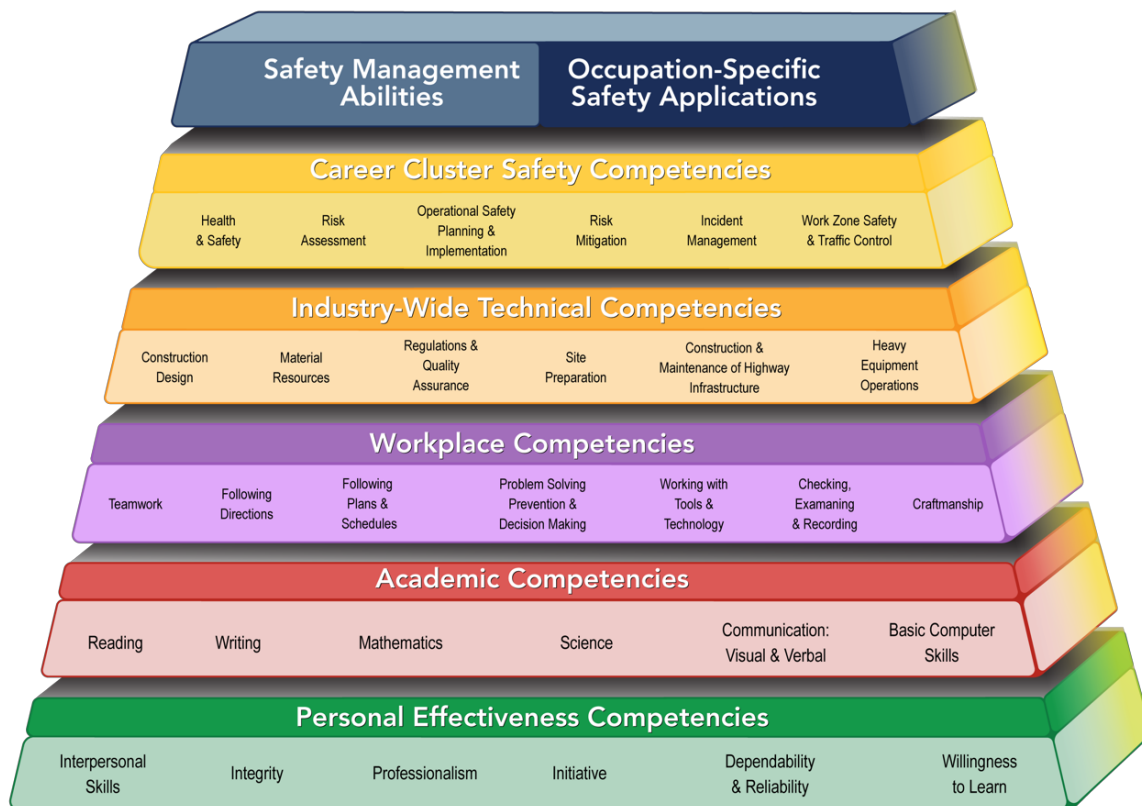 Safety Management
Abilities
Occupation-Specific
Safety Applications
Career Cluster Safety Competencies
Health
& Safety
Risk
Assessment
Operational Safety
Planning &
Implementation
Risk
Mitigation
Incident
Management
Work Zone Safety
& Traffic Control
Industry-Wide Technical Competencies
Construction
Design
Material
Resources
Regulations &
Quality
Assurance
Site
Preparation
Construction &
Maintenance of Highway
Infrastructure
Heavy
Equipment
Operations
Workplace Competencies
Teamwork
Following
Directions
Following
Plans &
Schedules
Problem Solving
Prevention &
Decision Making
Working with
Tools &
Technology
Checking,
Examaning
& Recording
Craftmanship
Academic Competencies
Reading
Writing
Mathematics
Science
Communication:
Visual & Verbal
Basic Computer
Skills
Personal Effectiveness Competencies
Interpersonal
Skills
Integrity
Professionalism
Initiative
Dependability
& Reliability
Willingness
to Learn